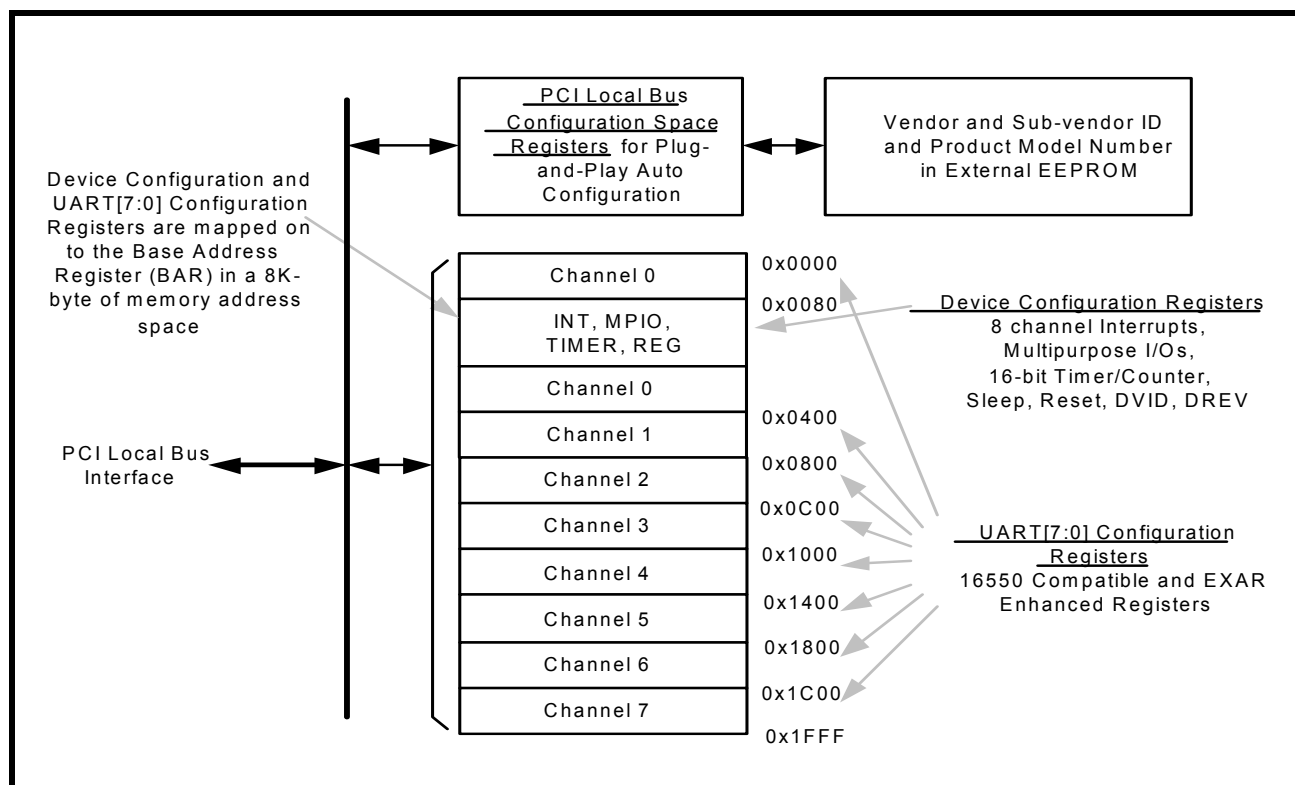 PCI Local Bus
Configuration Space
Registers for Plug-
and-Play Auto
Configuration
Vendor and Sub-vendor ID
and Product Model Number
in External EEPROM
Device Configuration and
UART[7:0] Configuration
Registers are mapped on
to the Base Address
Register (BAR) in a 8K-
byte of memory address
space
Channel 0
0x0000
INT, MPIO,
TIMER, REG
0x0080
Device Configuration Registers
8 channel Interrupts,
Multipurpose I/Os,
16-bit Timer/Counter,
Sleep, Reset, DVID, DREV
Channel 0
Channel 1
0x0400
PCI Local Bus
Interface
Channel 2
0x0800
Channel 3
0x0C00
Channel 4
0x1000
Channel 5
0x1400
Channel 6
0x1800
Channel 7
0x1C00
0x1FFF
UART[7:0] Configuration
Registers
16550 Compatible and EXAR
Enhanced Registers